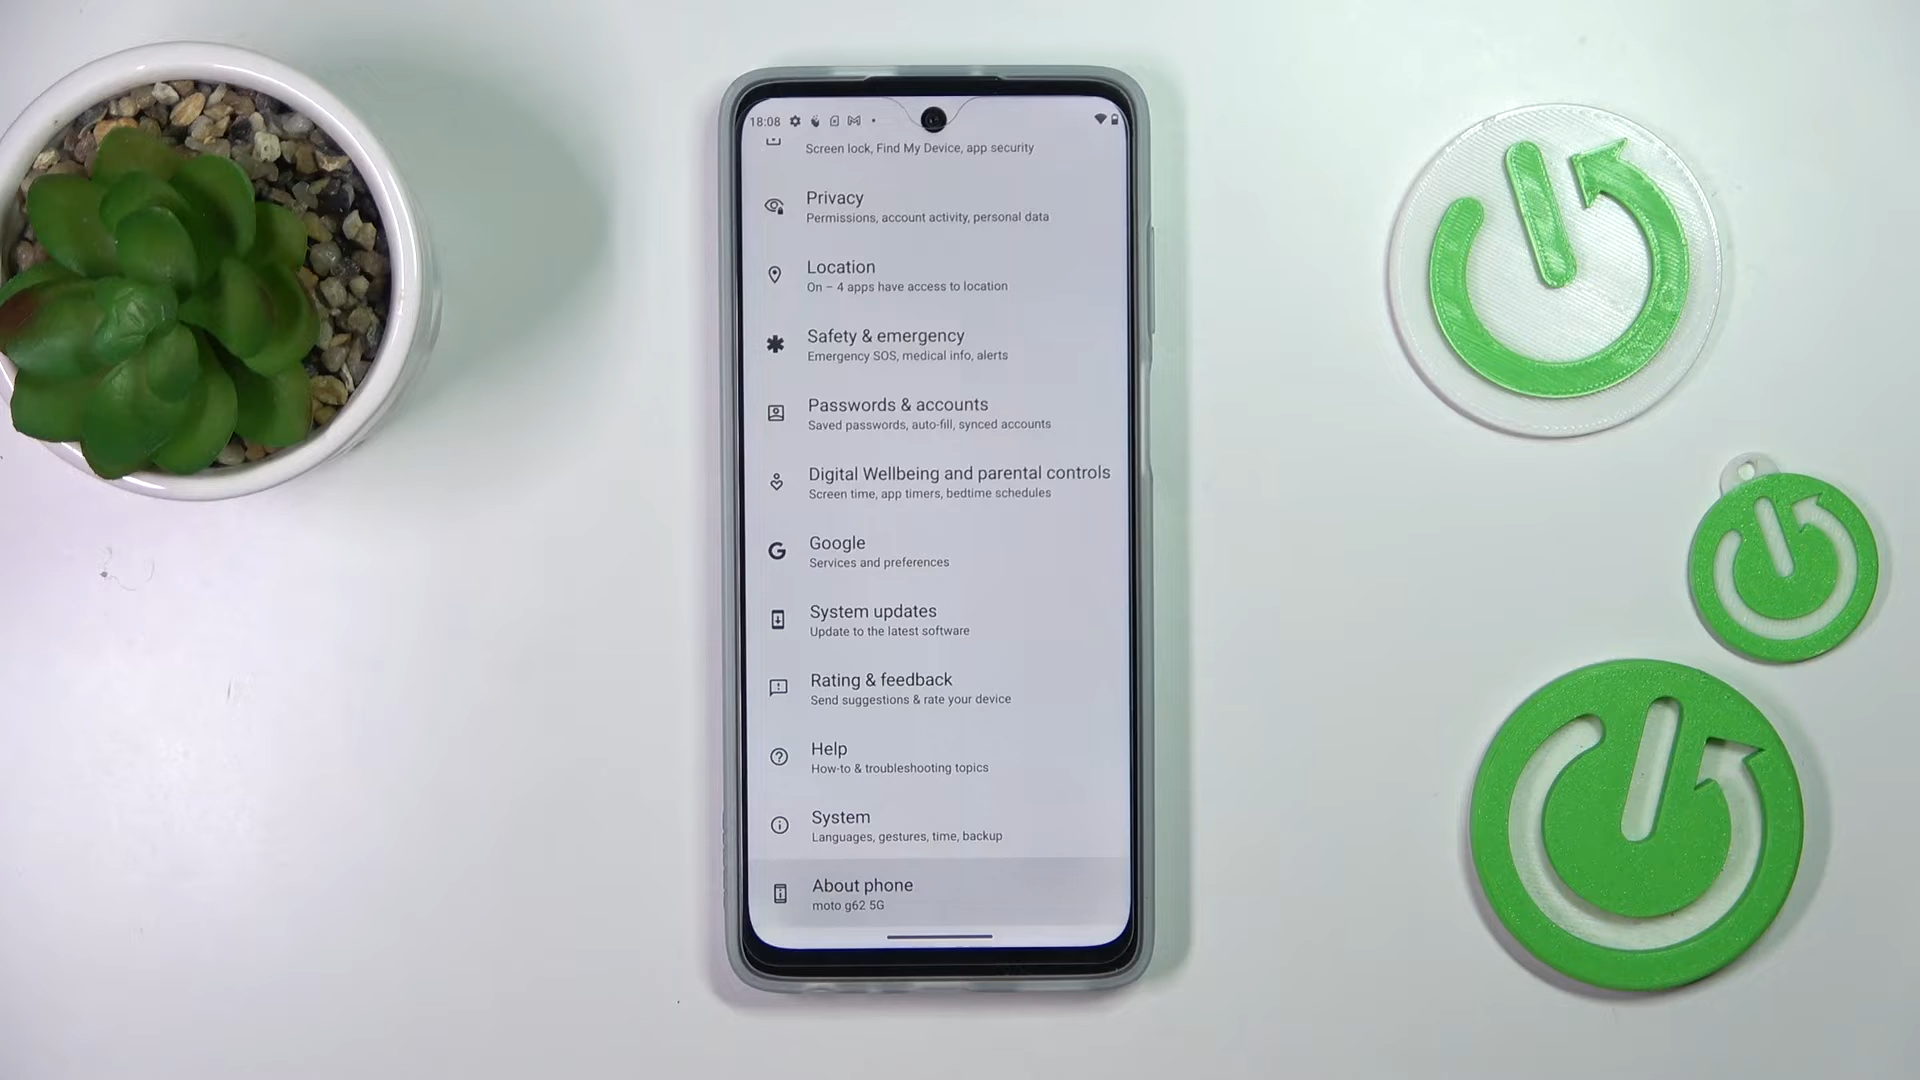 18:08
Screen lock, Find My Device, app security
Privacy
Permissions, account activity, personal data
Location
On – 4 apps have access to location
Safety & emergency
Emergency SOS, medical info, alerts
Passwords & accounts
Saved passwords, auto-fill, synced accounts
Digital Wellbeing and parental controls
Screen time, app timers, bedtime schedules
Google
Services and preferences
System updates
Update to the latest software
Rating & feedback
Send suggestions & rate your device
Help
How-to & troubleshooting topics
System
Languages, gestures, time, backup
About phone
moto g62 5G